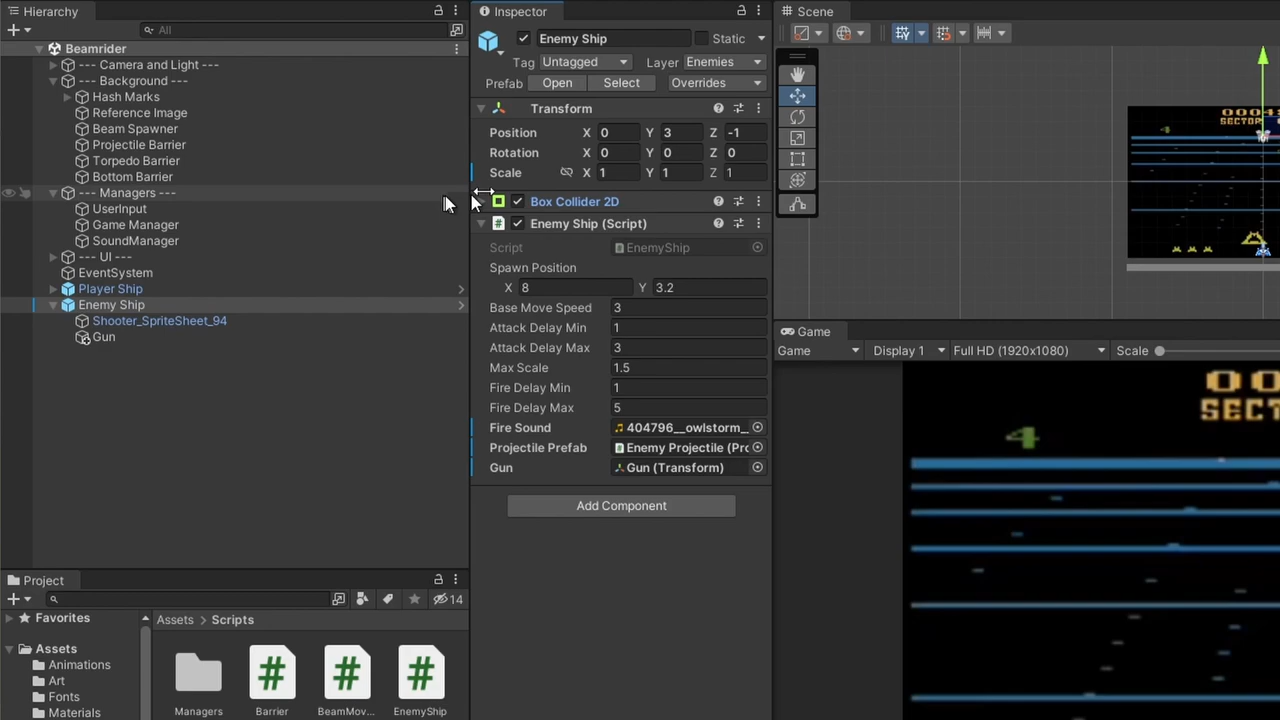 Hierarchy
All
Beamrider
--- Camera and Light ---
--- Background ---
Hash Marks
Reference Image
Beam Spawner
Projectile Barrier
Torpedo Barrier
Bottom Barrier
--- Managers ---
UserInput
Game Manager
SoundManager
--- UI ---
EventSystem
Player Ship
Enemy Ship
Shooter_SpriteSheet_94
Gun
Project
14
Favorites
Assets
Animations
Art
Fonts
Materials
Assets > Scripts
Managers
Barrier
BeamMov...
EnemyShip
Inspector
Enemy Ship Static
Tag Untagged Layer Enemies
Prefab Open Select Overrides
Transform
Position X 0 Y 3 Z -1
Rotation X 0 Y 0 Z 0
Scale X 1 Y 1 Z 1
Box Collider 2D
# Enemy Ship (Script)
Script EnemyShip
Spawn Position
X 8 Y 3.2
Base Move Speed 3
Attack Delay Min 1
Attack Delay Max 3
Max Scale 1.5
Fire Delay Min 1
Fire Delay Max 5
Fire Sound 404796__owlstorm_
Projectile Prefab Enemy Projectile (Pro
Gun Gun (Transform)
Add Component
Scene
SECTOR
Game
Game Display 1 Full HD (1920x1080) Scale
00
SECT
4